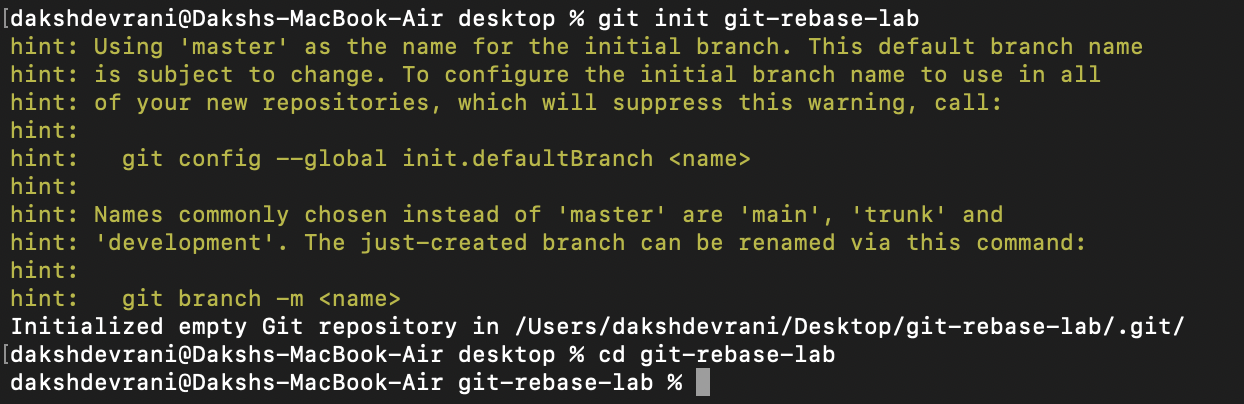 [dakshdevrani@Dakshs-MacBook-Air desktop % git init git-rebase-lab
hint: Using 'master' as the name for the initial branch. This default branch name
hint: is subject to change. To configure the initial branch name to use in all
hint: of your new repositories, which will suppress this warning, call:
hint:
hint:   git config --global init.defaultBranch <name>
hint:
hint: Names commonly chosen instead of 'master' are 'main', 'trunk' and
hint: 'development'. The just-created branch can be renamed via this command:
hint:
hint:   git branch -m <name>
Initialized empty Git repository in /Users/dakshdevrani/Desktop/git-rebase-lab/.git/
[dakshdevrani@Dakshs-MacBook-Air desktop % cd git-rebase-lab
dakshdevrani@Dakshs-MacBook-Air git-rebase-lab %